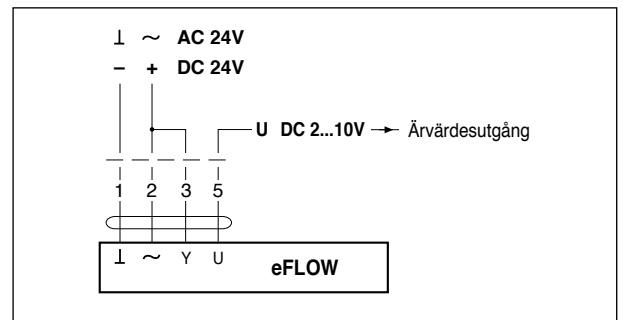 ⊥ ~ AC 24V
– + DC 24V
U DC 2...10V Ärvärdesutgång
1 2 3 5
⊥ ~ Y U
eFLOW